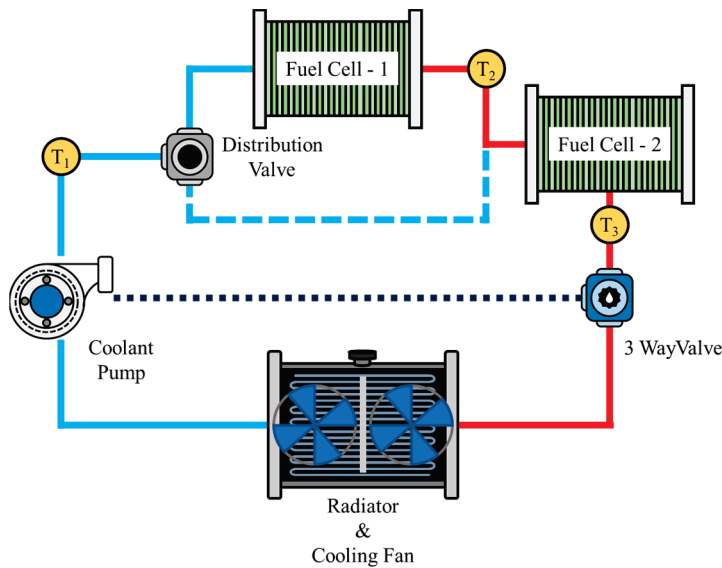 Fuel Cell - 1
T2
Fuel Cell - 2
Distribution
Valve
T1
T3
Coolant
Pump
3 WayValve
Radiator
&
Cooling Fan